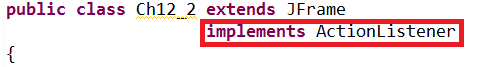 public class Ch12_2 extends JFrame
implements ActionListener
{